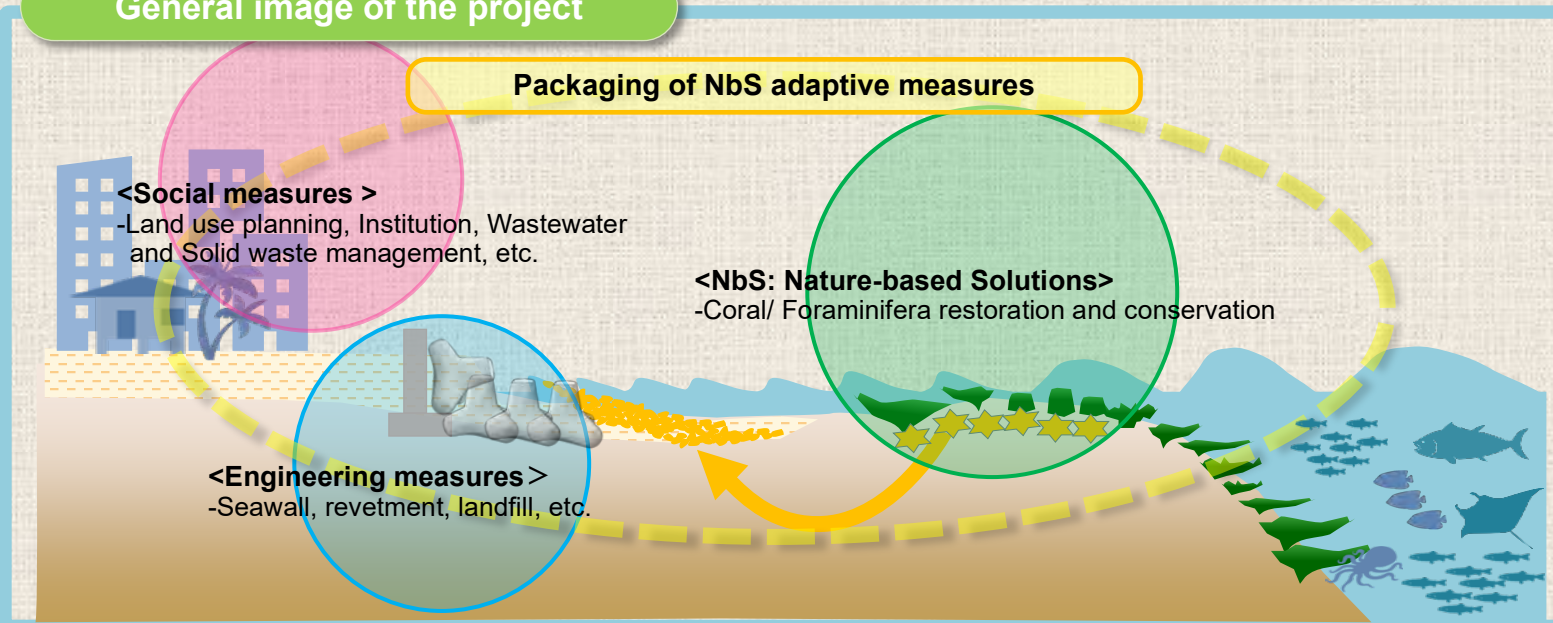 General image of the project
Packaging of NbS adaptive measures
<Social measures >
-Land use planning, Institution, Wastewater
and Solid waste management, etc.
<NbS: Nature-based Solutions>
-Coral/ Foraminifera restoration and conservation
<Engineering measures＞
-Seawall, revetment, landfill, etc.